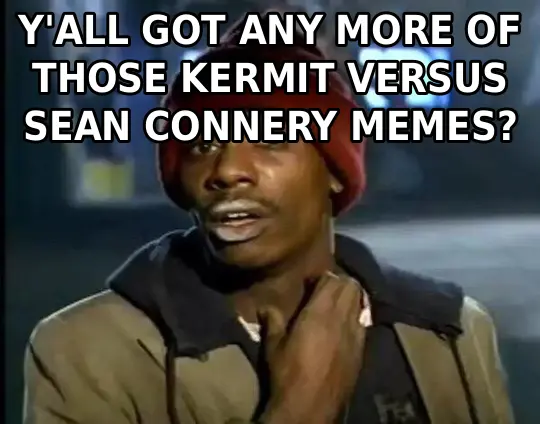 Y'ALL GOT ANY MORE OF
THOSE KERMIT VERSUS
SEAN CONNERY MEMES?